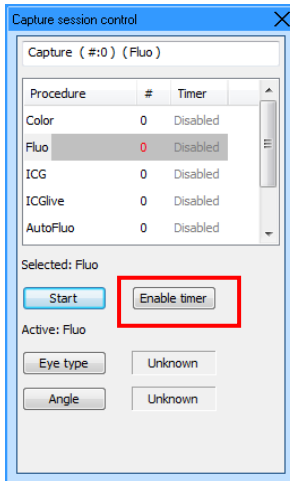 Capture session control
Capture ( #:0 ) ( Fluo )
Procedure # Timer
Color 0 Disabled
Fluo 0 Disabled
ICG 0 Disabled
ICGlive 0 Disabled
AutoFluo 0 Disabled
Selected: Fluo
Start Enable timer
Active: Fluo
Eye type Unknown
Angle Unknown